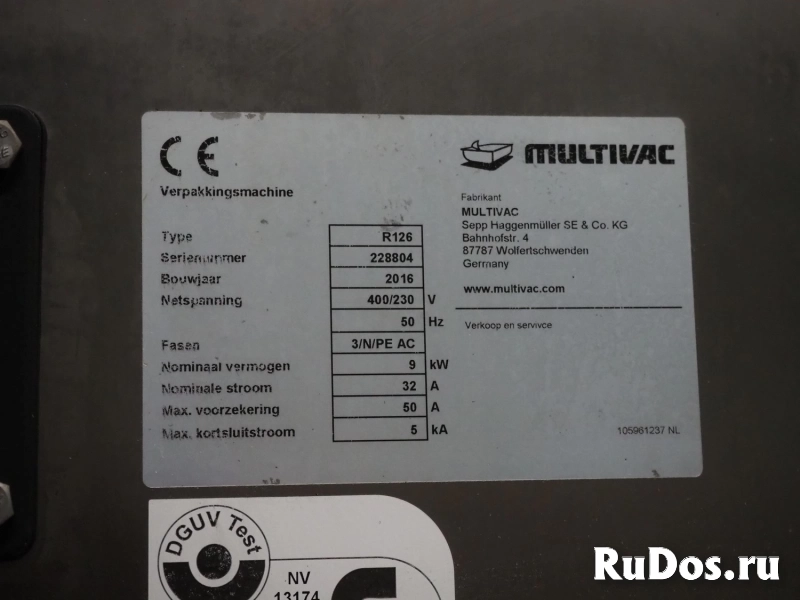 CE
MULTIVAC
Verpakkingsmachine
Type R126
Serienummer 228804
Bouwjaar 2016
Netspanning 400/230 V
50 Hz
Fasen 3/N/PE AC
Nominaal vermogen 9 kW
Nominale stroom 32 A
Max. voorzekering 50 A
Max. kortsluitstroom 5 kA
Fabrikant
MULTIVAC
Sepp Haggenmüller SE & Co. KG
Bahnhofstr. 4
87787 Wolfertschwenden
Germany
www.multivac.com
Verkoop en servivce
105961237 NL
DGUV Test
NV
13174
RuDos.ru